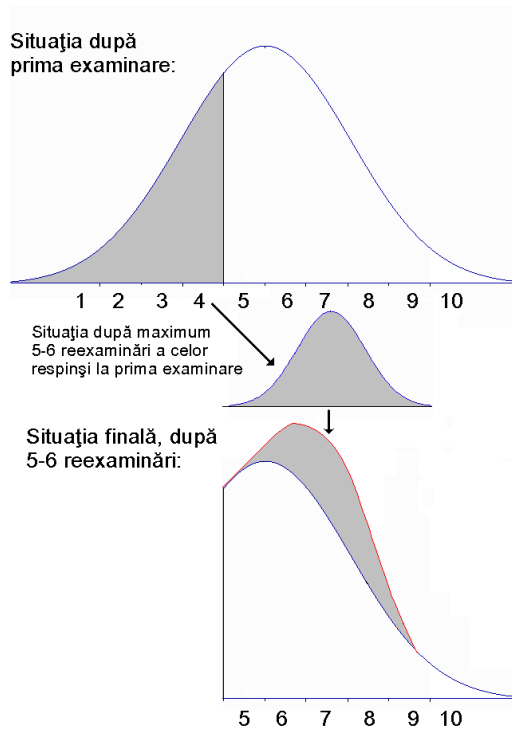 Situaţia după
prima examinare:
1 2 3 4 5 6 7 8 9 10
Situaţia după maximum
5-6 reexaminări a celor
respinşi la prima examinare
Situaţia finală, după
5-6 reexaminări:
5 6 7 8 9 10